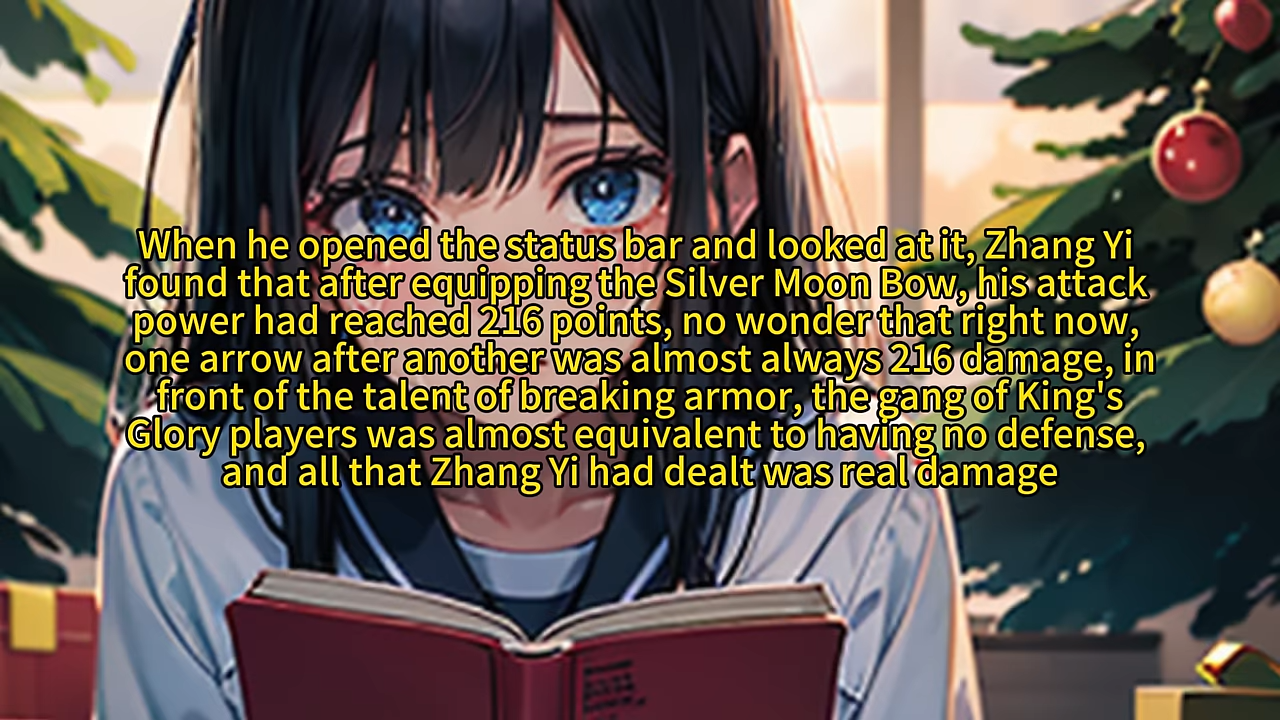 When he opened the status bar and looked at it, Zhang Yi
found that after equipping the Silver Moon Bow, his attack
power had reached 216 points, no wonder that right now,
one arrow after another was almost always 216 damage, in
front of the talent of breaking armor, the gang of King's
Glory players was almost equivalent to having no defense,
and all that Zhang Yi had dealt was real damage